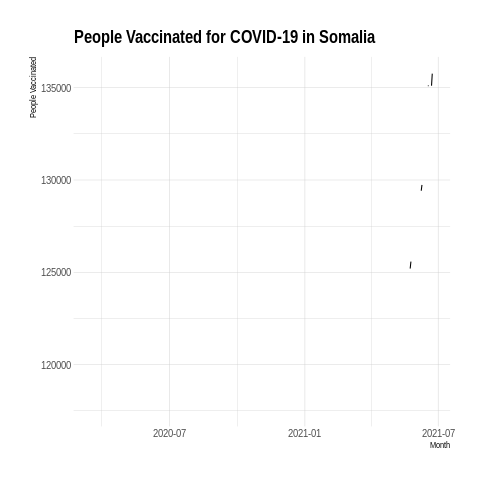 People Vaccinated for COVID-19 in Somalia
People Vaccinated
135000
130000
125000
120000
2020-07
2021-01
2021-07
Month